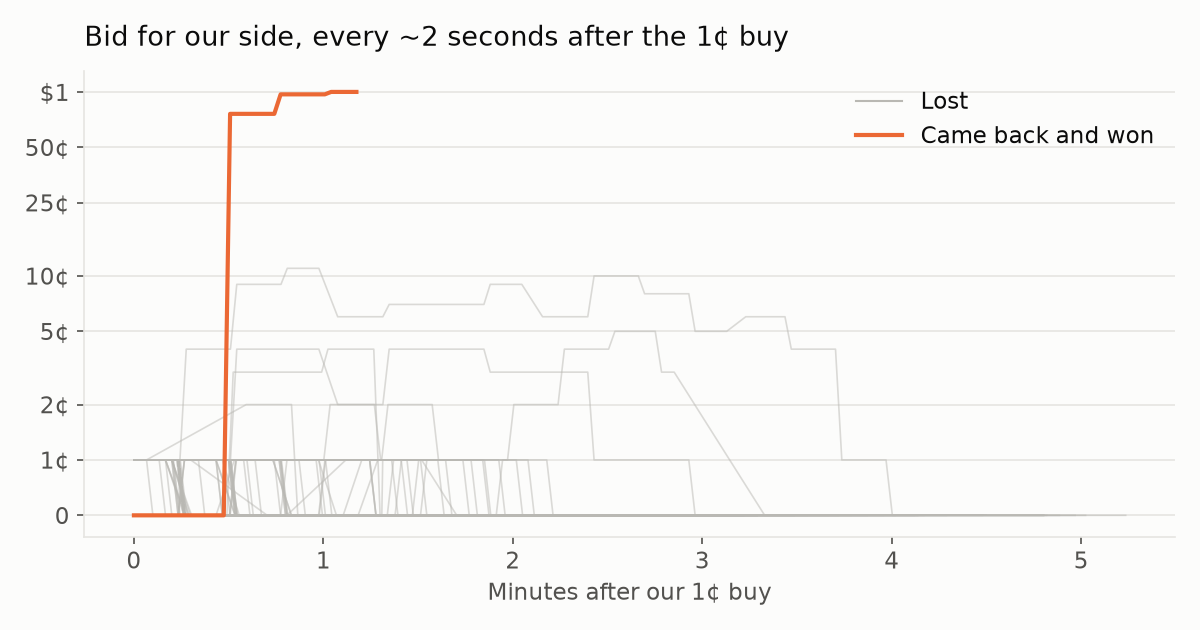 Bid for our side, every ~2 seconds after the 1¢ buy
$1
50¢
25¢
10¢
5¢
2¢
1¢
0
Lost
Came back and won
0 1 2 3 4 5
Minutes after our 1¢ buy